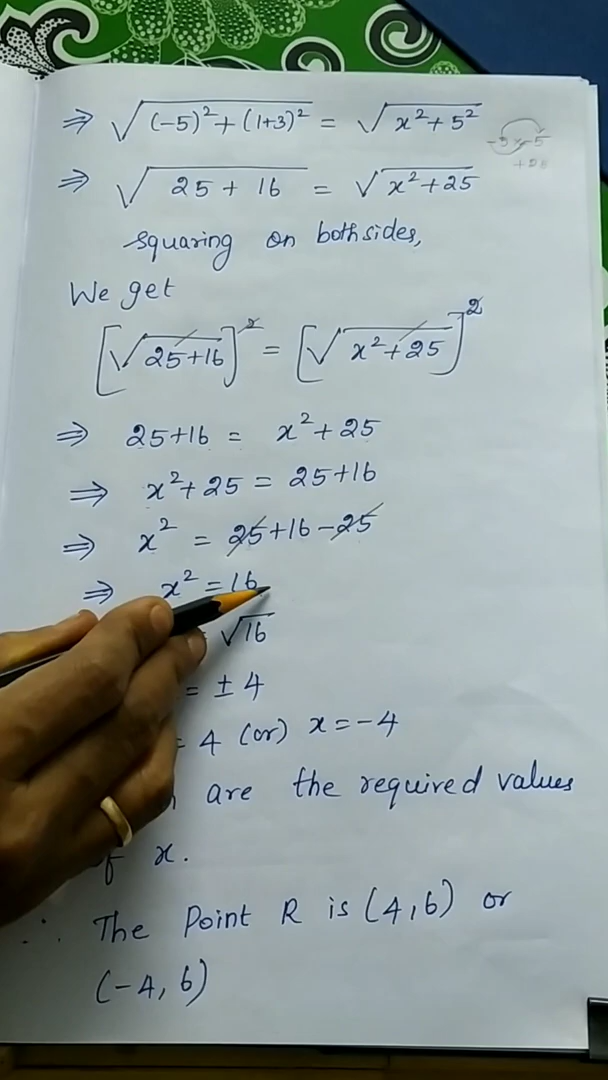 ⇒ √((-5)² + (1+3)²) = √(x² + 5²)
⇒ √(25 + 16) = √(x² + 25)
squaring on bothsides,
We get
[√(25+16)]² = [√(x² + 25)]²
⇒ 25+16 = x² + 25
⇒ x² + 25 = 25+16
⇒ x² = 25+16-25
⇒ x² = 16
√16
= ± 4
= 4 (or) x = -4
are the required values
x.
∴ The Point R is (4,6) or
(-4, 6)